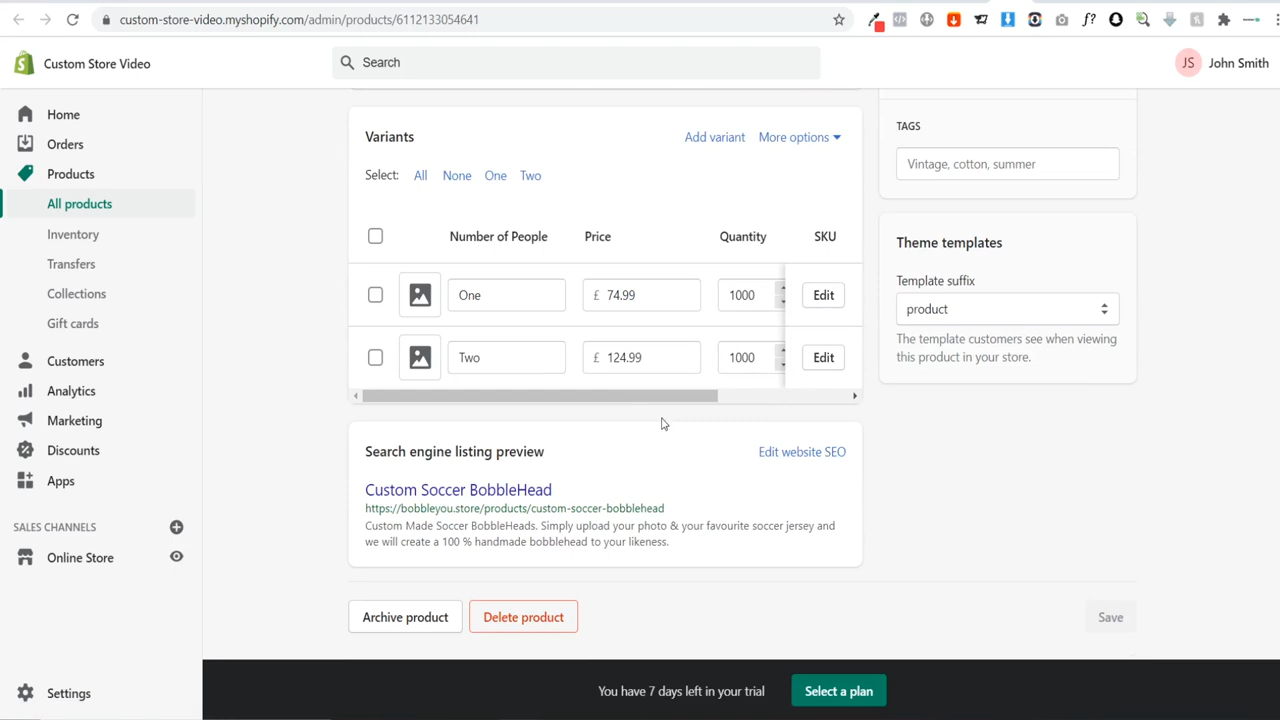 custom-store-video.myshopify.com/admin/products/6112133054641
f?
Custom Store Video
Search
JS John Smith
Home
Orders
Products
All products
Inventory
Transfers
Collections
Gift cards
Customers
Analytics
Marketing
Discounts
Apps
SALES CHANNELS
Online Store
Settings
Variants Add variant More options
Select: All None One Two
Number of People Price Quantity SKU
One £ 74.99 1000 Edit
Two £ 124.99 1000 Edit
Search engine listing preview Edit website SEO
Custom Soccer BobbleHead
https://bobbleyou.store/products/custom-soccer-bobblehead
Custom Made Soccer BobbleHeads. Simply upload your photo & your favourite soccer jersey and
we will create a 100 % handmade bobblehead to your likeness.
TAGS
Vintage, cotton, summer
Theme templates
Template suffix
product
The template customers see when viewing
this product in your store.
Archive product Delete product Save
You have 7 days left in your trial Select a plan